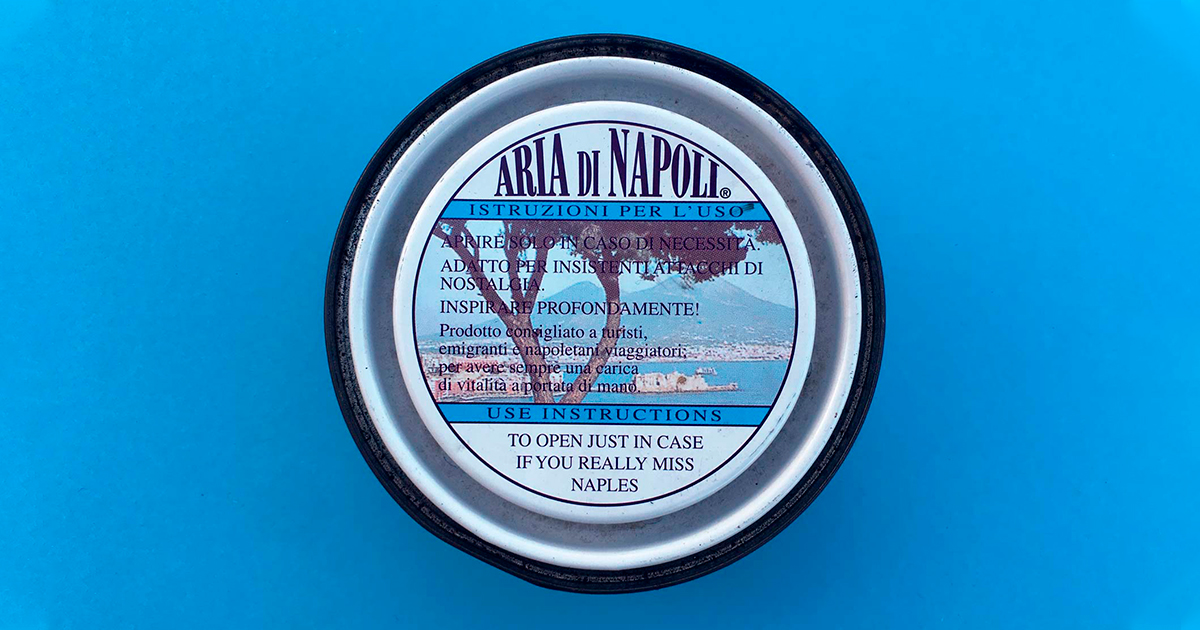 ARIA DI NAPOLI®
ISTRUZIONI PER L'USO
APRIRE SOLO IN CASO DI NECESSITÀ.
ADATTO PER INSISTENTI ATTACCHI DI
NOSTALGIA.
INSPIRARE PROFONDAMENTE!
Prodotto consigliato a turisti,
emigranti e napoletani viaggiatori;
per avere sempre una carica
di vitalità a portata di mano.
USE INSTRUCTIONS
TO OPEN JUST IN CASE
IF YOU REALLY MISS
NAPLES